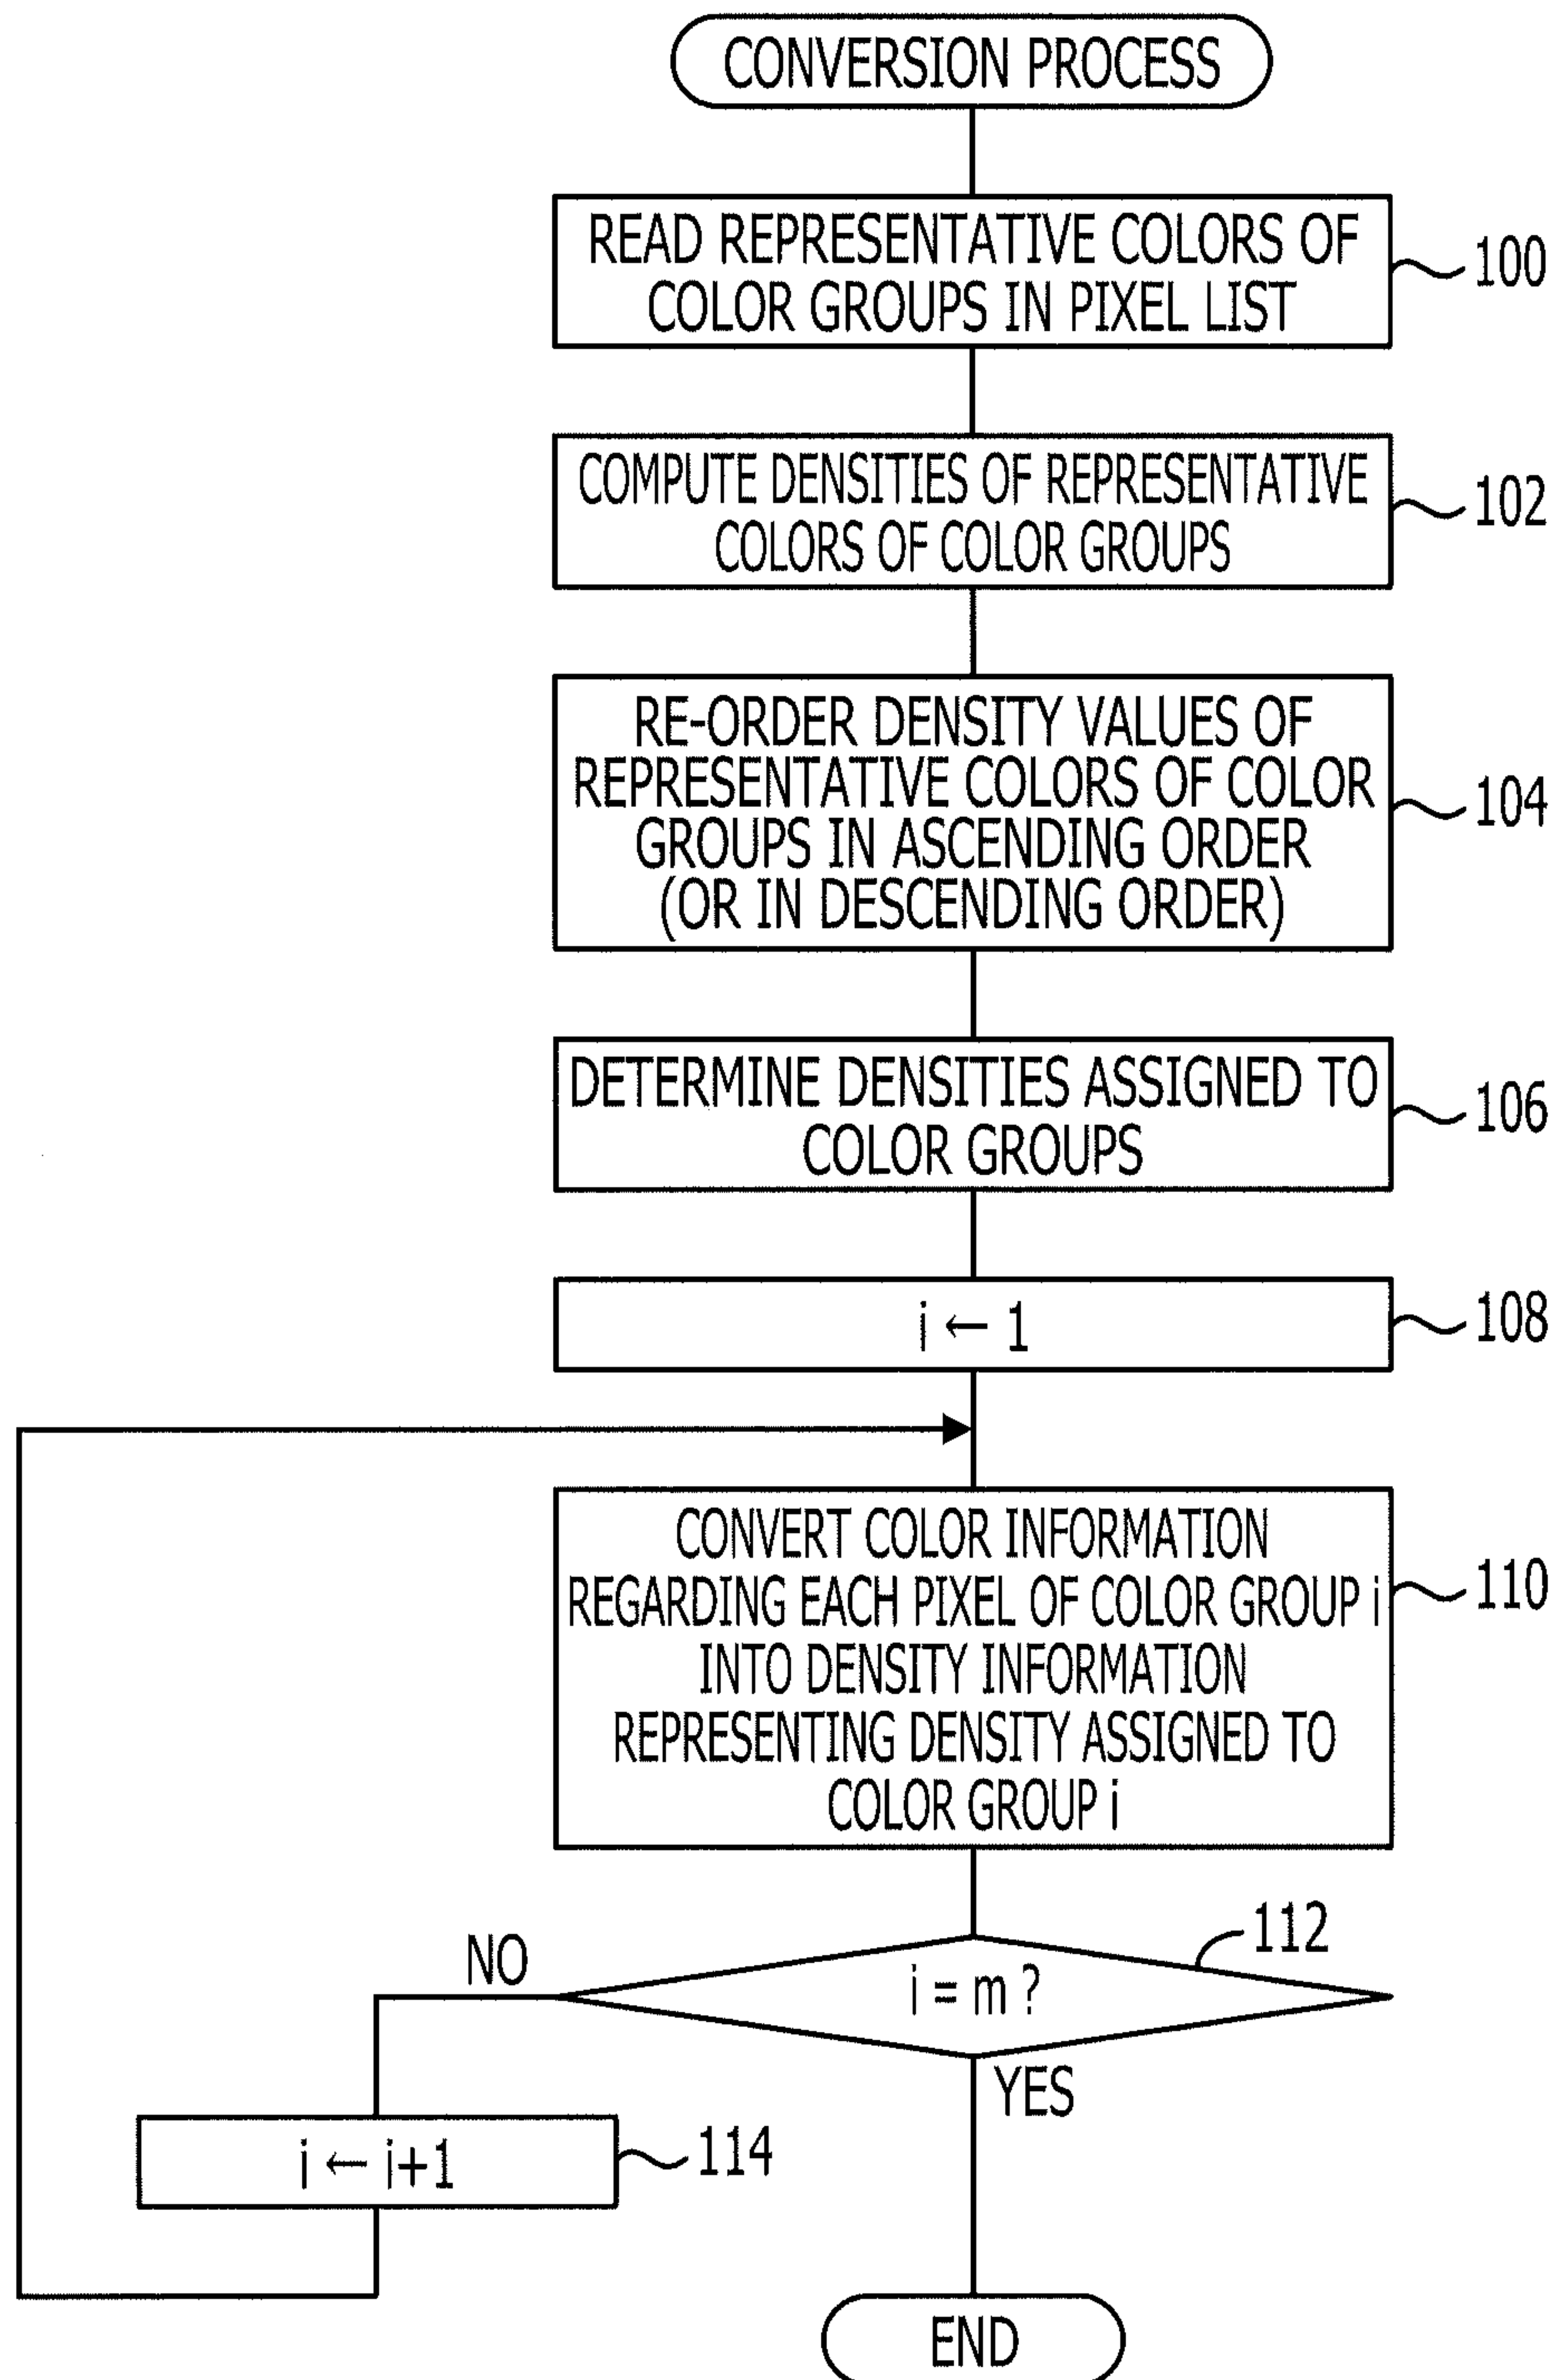 CONVERSION PROCESS
READ REPRESENTATIVE COLORS OF
COLOR GROUPS IN PIXEL LIST
100
COMPUTE DENSITIES OF REPRESENTATIVE
COLORS OF COLOR GROUPS
102
RE-ORDER DENSITY VALUES OF
REPRESENTATIVE COLORS OF COLOR
GROUPS IN ASCENDING ORDER
(OR IN DESCENDING ORDER)
104
DETERMINE DENSITIES ASSIGNED TO
COLOR GROUPS
106
i ← 1
108
CONVERT COLOR INFORMATION
REGARDING EACH PIXEL OF COLOR GROUP i
INTO DENSITY INFORMATION
REPRESENTING DENSITY ASSIGNED TO
COLOR GROUP i
110
i = m ?
112
NO
YES
i ← i+1
114
END